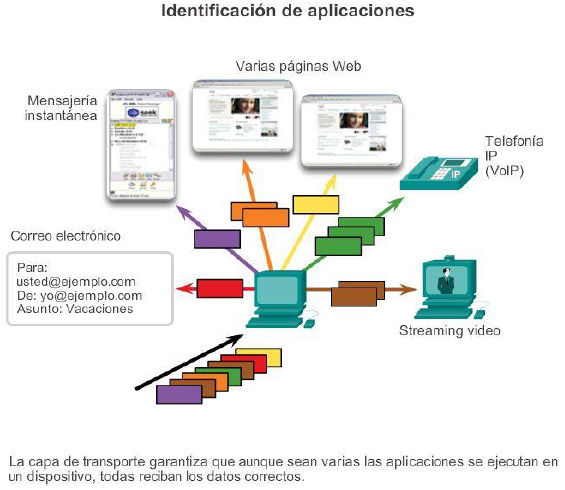 Identificación de aplicaciones
Varias páginas Web
Mensajería
instantánea
seek
Telefonía
IP
(VoIP)
IP
Correo electrónico
Para:
usted@ejemplo.com
De: yo@ejemplo.com
Asunto: Vacaciones
Streaming video
La capa de transporte garantiza que aunque sean varias las aplicaciones se ejecutan en
un dispositivo, todas reciban los datos correctos.